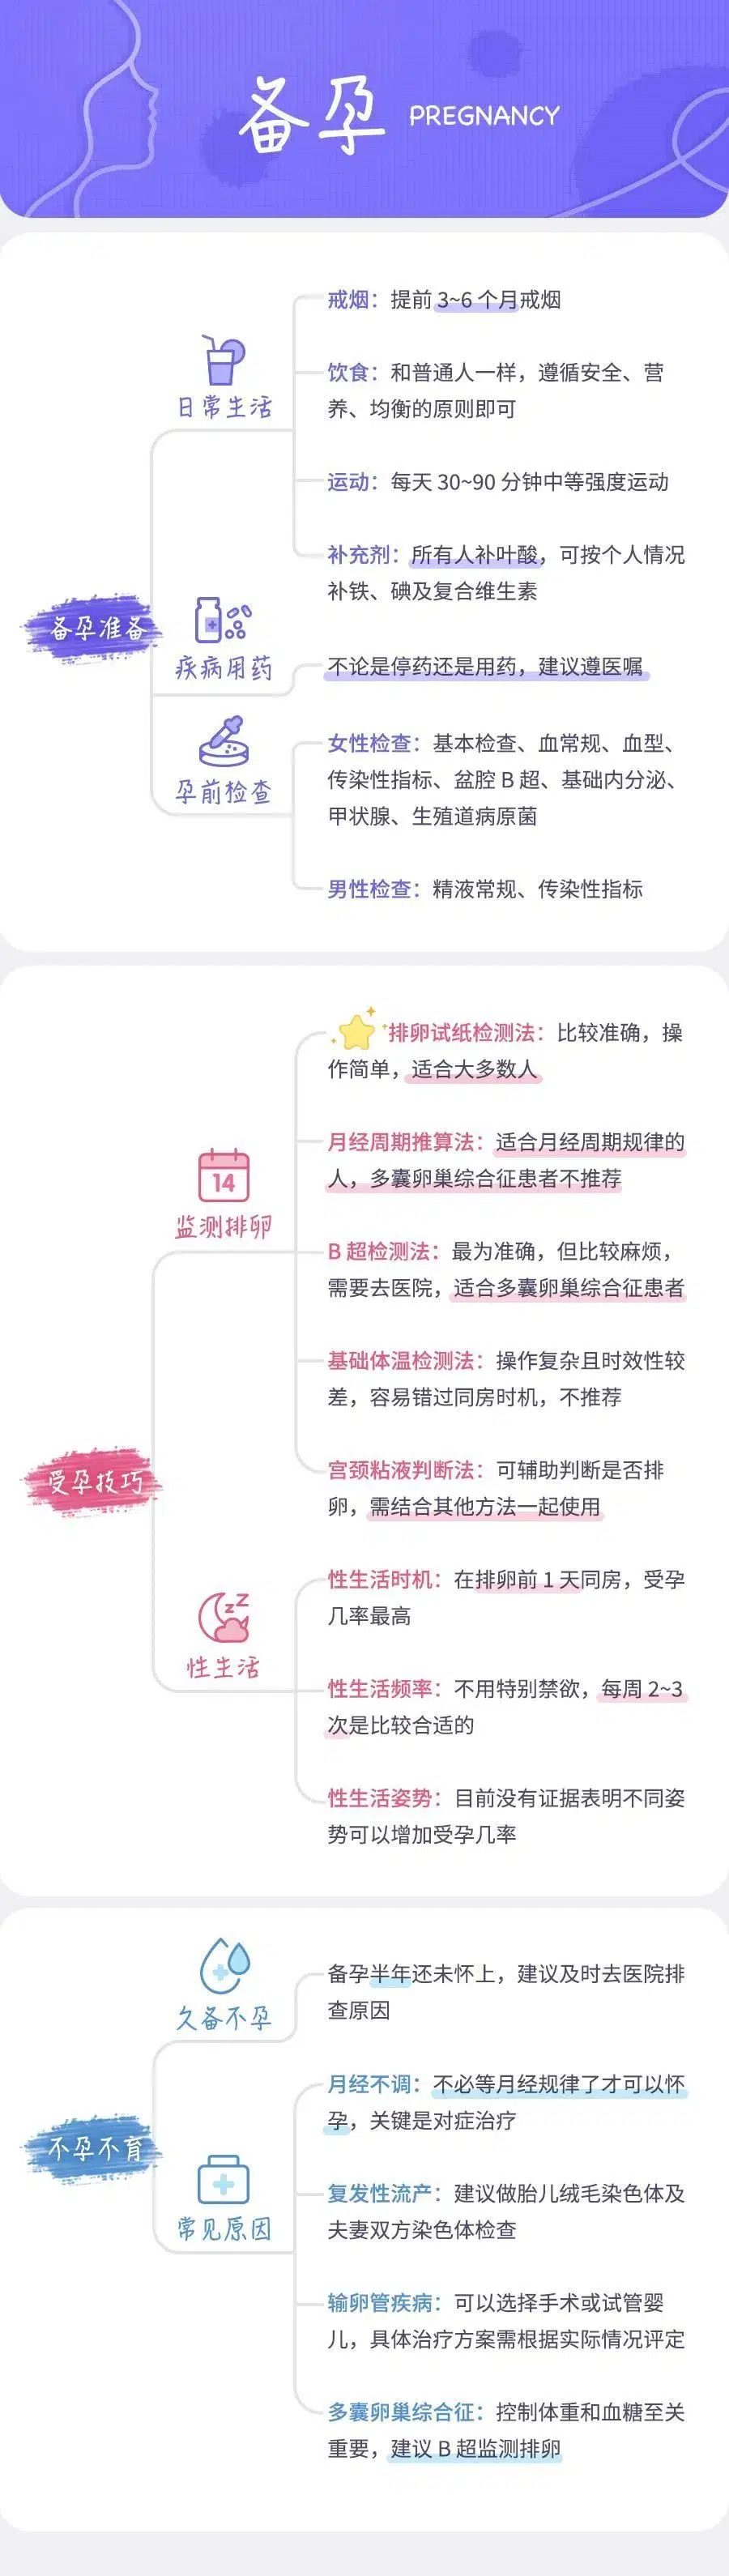 备孕 PREGNANCY
戒烟：提前 3~6 个月戒烟
饮食：和普通人一样，遵循安全、营
养、均衡的原则即可
日常生活
运动：每天 30~90 分钟中等强度运动
补充剂：所有人补叶酸，可按个人情况
补铁、碘及复合维生素
备孕准备
疾病用药
不论是停药还是用药，建议遵医嘱
孕前检查
女性检查：基本检查、血常规、血型、
传染性指标、盆腔 B 超、基础内分泌、
甲状腺、生殖道病原菌
男性检查：精液常规、传染性指标
排卵试纸检测法：比较准确，操
作简单，适合大多数人
月经周期推算法：适合月经周期规律的
人，多囊卵巢综合征患者不推荐
14
监测排卵
B 超检测法：最为准确，但比较麻烦，
需要去医院，适合多囊卵巢综合征患者
基础体温检测法：操作复杂且时效性较
差，容易错过同房时机，不推荐
宫颈粘液判断法：可辅助判断是否排
卵，需结合其他方法一起使用
受孕技巧
性生活时机：在排卵前 1 天同房，受孕
几率最高
zZ
性生活
性生活频率：不用特别禁欲，每周 2~3
次是比较合适的
性生活姿势：目前没有证据表明不同姿
势可以增加受孕几率
久备不孕
备孕半年还未怀上，建议及时去医院排
查原因
不孕不育
月经不调：不必等月经规律了才可以怀
孕，关键是对症治疗
常见原因
复发性流产：建议做胎儿绒毛染色体及
夫妻双方染色体检查
输卵管疾病：可以选择手术或试管婴
儿，具体治疗方案需根据实际情况评定
多囊卵巢综合征：控制体重和血糖至关
重要，建议 B 超监测排卵